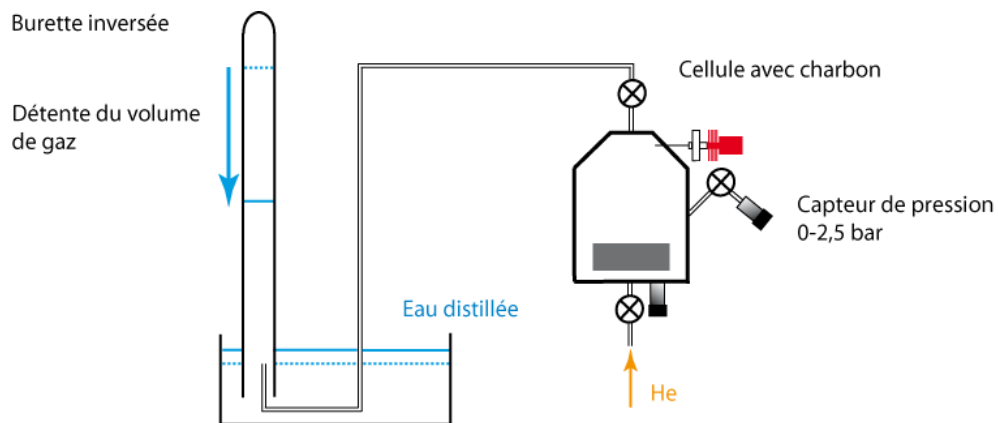 Burette inversée
Détente du volume
de gaz
Cellule avec charbon
Capteur de pression
0-2,5 bar
Eau distillée
He